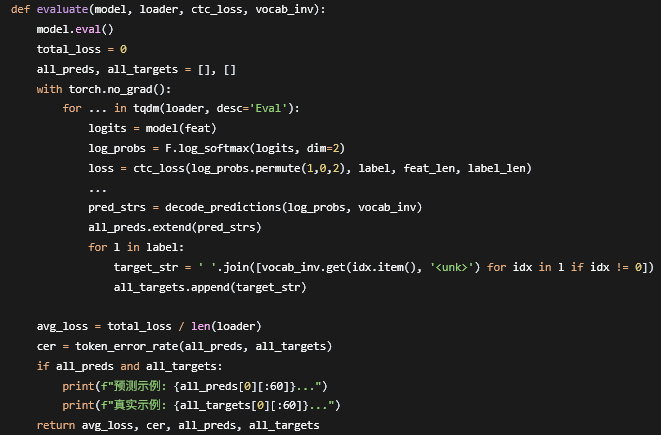 def evaluate(model, loader, ctc_loss, vocab_inv):
    model.eval()
    total_loss = 0
    all_preds, all_targets = [], []
    with torch.no_grad():
        for ... in tqdm(loader, desc='Eval'):
            logits = model(feat)
            log_probs = F.log_softmax(logits, dim=2)
            loss = ctc_loss(log_probs.permute(1,0,2), label, feat_len, label_len)
            ...
            pred_strs = decode_predictions(log_probs, vocab_inv)
            all_preds.extend(pred_strs)
            for l in label:
                target_str = ' '.join([vocab_inv.get(idx.item(), '<unk>') for idx in l if idx != 0])
                all_targets.append(target_str)
    avg_loss = total_loss / len(loader)
    cer = token_error_rate(all_preds, all_targets)
    if all_preds and all_targets:
        print(f"预测示例: {all_preds[0][:60]}...")
        print(f"真实示例: {all_targets[0][:60]}...")
    return avg_loss, cer, all_preds, all_targets